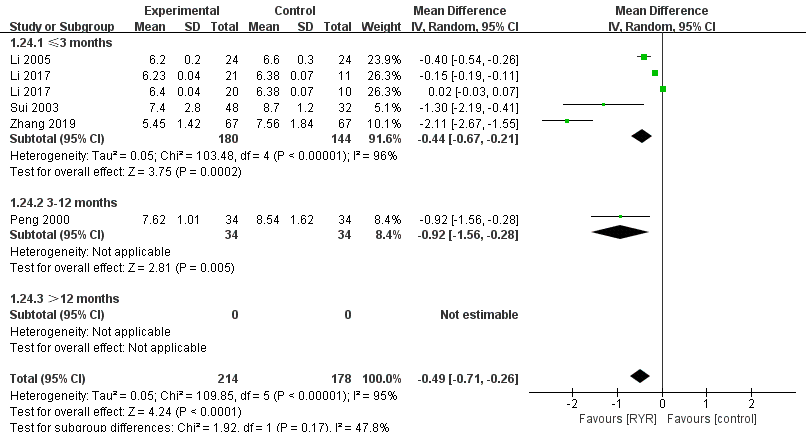 Experimental Control Mean Difference Mean Difference
Study or Subgroup Mean SD Total Mean SD Total Weight IV, Random, 95% CI IV, Random, 95% CI
1.24.1 ≤3 months
Li 2005 6.2 0.2 24 6.6 0.3 24 23.9% -0.40 [-0.54, -0.26]
Li 2017 6.23 0.04 21 6.38 0.07 11 26.3% -0.15 [-0.19, -0.11]
Li 2017 6.4 0.04 20 6.38 0.07 10 26.3% 0.02 [-0.03, 0.07]
Sui 2003 7.4 2.8 48 8.7 1.2 32 5.1% -1.30 [-2.19, -0.41]
Zhang 2019 5.45 1.42 67 7.56 1.84 67 10.1% -2.11 [-2.67, -1.55]
Subtotal (95% CI) 180 144 91.6% -0.44 [-0.67, -0.21]
Heterogeneity: Tau² = 0.05; Chi² = 103.48, df = 4 (P < 0.00001); I² = 96%
Test for overall effect: Z = 3.75 (P = 0.0002)
1.24.2 3-12 months
Peng 2000 7.62 1.01 34 8.54 1.62 34 8.4% -0.92 [-1.56, -0.28]
Subtotal (95% CI) 34 34 8.4% -0.92 [-1.56, -0.28]
Heterogeneity: Not applicable
Test for overall effect: Z = 2.81 (P = 0.005)
1.24.3 >12 months
Subtotal (95% CI) 0 0 Not estimable
Heterogeneity: Not applicable
Test for overall effect: Not applicable
Total (95% CI) 214 178 100.0% -0.49 [-0.71, -0.26]
Heterogeneity: Tau² = 0.05; Chi² = 109.85, df = 5 (P < 0.00001); I² = 95%
Test for overall effect: Z = 4.24 (P < 0.0001)
Test for subgroup differences: Chi² = 1.92, df = 1 (P = 0.17), I² = 47.8%
-2 -1 0 1 2
Favours [RYR] Favours [control]